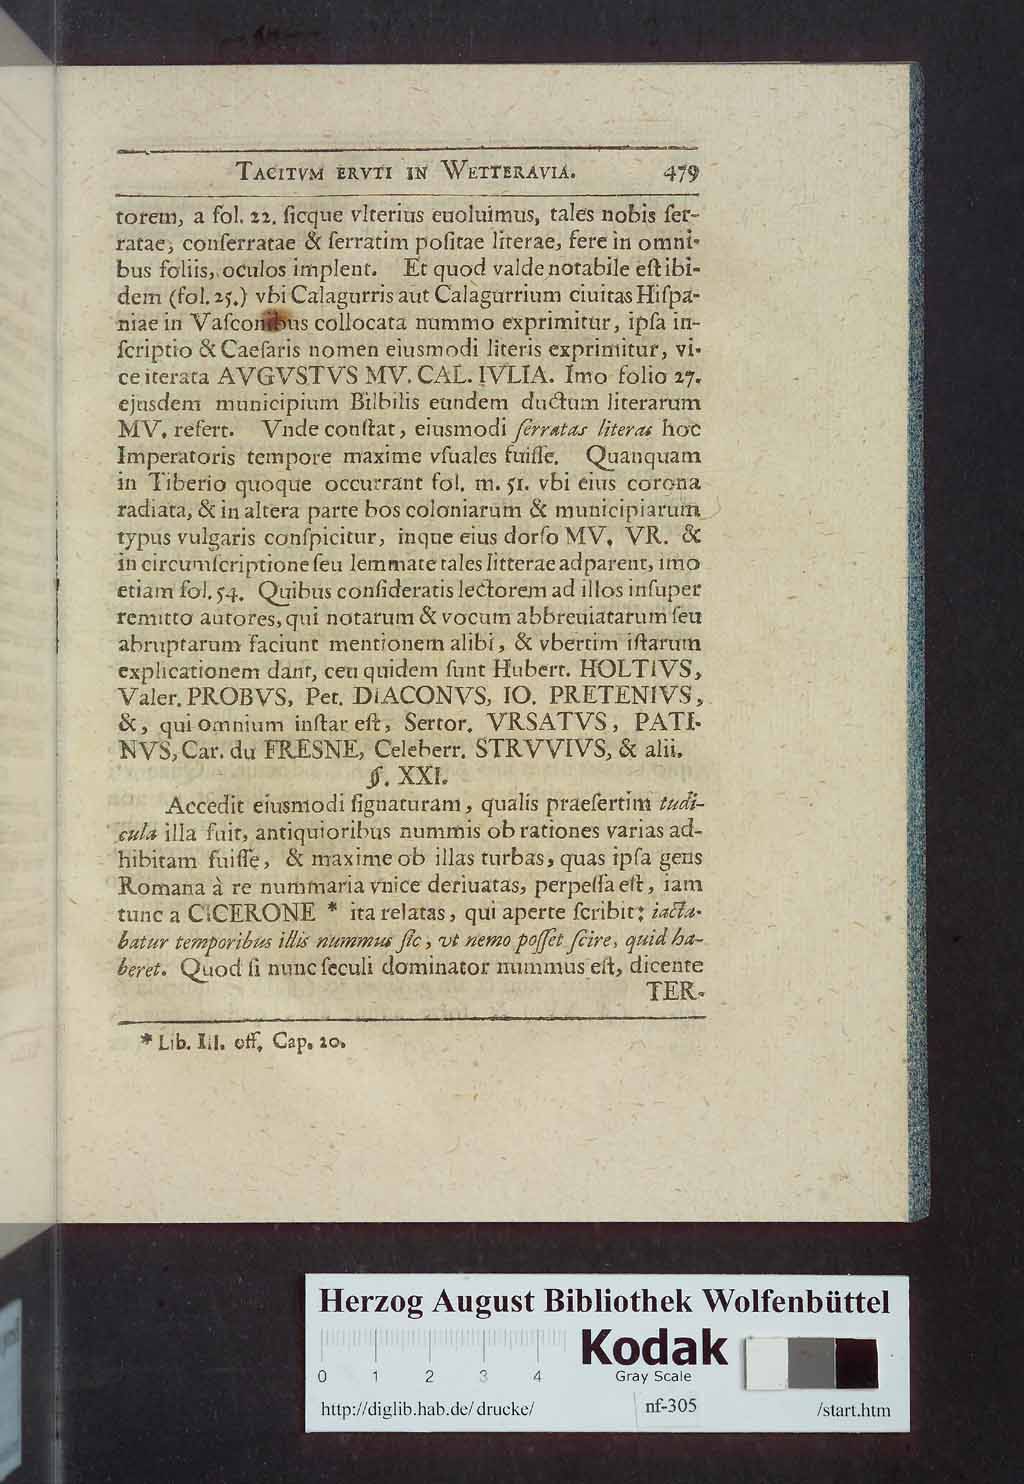 TACITVM ERVTI IN WETTERAVIA. 479
torem, a fol. 22. ſicque vlterius euoluimus, tales nobis ſer-
ratae, conſerratae & ſerratim poſitae literae, fere in omni-
bus foliis, oculos implent. Et quod valde notabile eſt ibi-
dem (fol. 25.) vbi Calagurris aut Calagurrium ciuitas Hiſpa-
niae in Vaſconibus collocata nummo exprimitur, ipſa in-
ſcriptio & Caeſaris nomen eiusmodi literis exprimitur, vi-
ce iterata AVGVSTVS MV. CAL. IVLIA. Imo folio 27.
ejusdem municipium Bilbilis eundem ductum literarum
MV. refert. Vnde conſtat, eiusmodi ſerratas literas hoc
Imperatoris tempore maxime vſuales fuiſſe. Quanquam
in Tiberio quoque occurrant fol. m. 51. vbi eius corona
radiata, & in altera parte bos coloniarum & municipiarum
typus vulgaris conſpicitur, inque eius dorſo MV. VR. &
in circumſcriptione ſeu lemmate tales litterae adparent, imo
etiam fol. 54. Quibus conſideratis lectorem ad illos inſuper
remitto autores, qui notarum & vocum abbreuiatarum ſeu
abruptarum faciunt mentionem alibi, & vbertim iſtarum
explicationem dant, ceu quidem ſunt Hubert. HOLTIVS,
Valer. PROBVS, Pet. DIACONVS, IO. PRETENIVS,
&, qui omnium inſtar eſt, Sertor. VRSATVS, PATI-
NVS, Car. du FRESNE, Celeberr. STRVVIVS, & alii.
§. XXI.
Accedit eiusmodi ſignaturam, qualis praeſertim tudi-
cula illa fuit, antiquioribus nummis ob rationes varias ad-
hibitam fuiſſe, & maxime ob illas turbas, quas ipſa gens
Romana à re nummaria vnice deriuatas, perpeſſa eſt, iam
tunc a CICERONE * ita relatas, qui aperte ſcribit: iacta-
batur temporibus illis nummus ſic, vt nemo poſſet ſcire, quid ha-
beret. Quod ſi nunc ſeculi dominator nummus eſt, dicente
TER-
* Lib. III. off. Cap. 20.
Herzog August Bibliothek Wolfenbüttel
0 1 2 3 4
Kodak
Gray Scale
http://diglib.hab.de/drucke/ nf-305 /start.htm